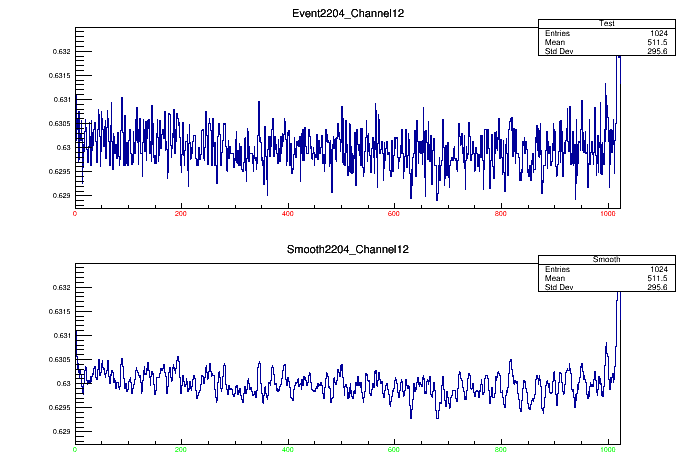 Event2204_Channel12
Test
Entries 1024
Mean 511.5
Std Dev 295.6
0.632
0.6315
0.631
0.6305
0.63
0.6295
0.629
0 200 400 600 800 1000
Smooth2204_Channel12
Smooth
Entries 1024
Mean 511.5
Std Dev 295.6
0.632
0.6315
0.631
0.6305
0.63
0.6295
0.629
0 200 400 600 800 1000